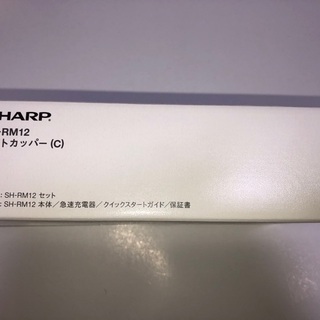 HARP
-RM12
トカッパー (C)
: SH-RM12 セット
: SH-RM12 本体／急速充電器／クイックスタートガイド／保証書